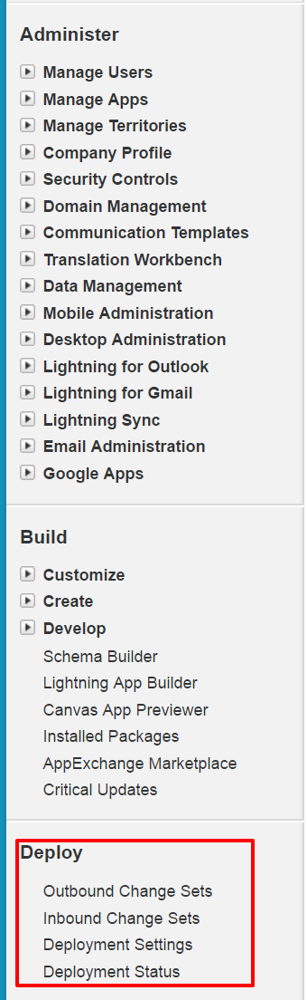 Administer
Manage Users
Manage Apps
Manage Territories
Company Profile
Security Controls
Domain Management
Communication Templates
Translation Workbench
Data Management
Mobile Administration
Desktop Administration
Lightning for Outlook
Lightning for Gmail
Lightning Sync
Email Administration
Google Apps
Build
Customize
Create
Develop
Schema Builder
Lightning App Builder
Canvas App Previewer
Installed Packages
AppExchange Marketplace
Critical Updates
Deploy
Outbound Change Sets
Inbound Change Sets
Deployment Settings
Deployment Status